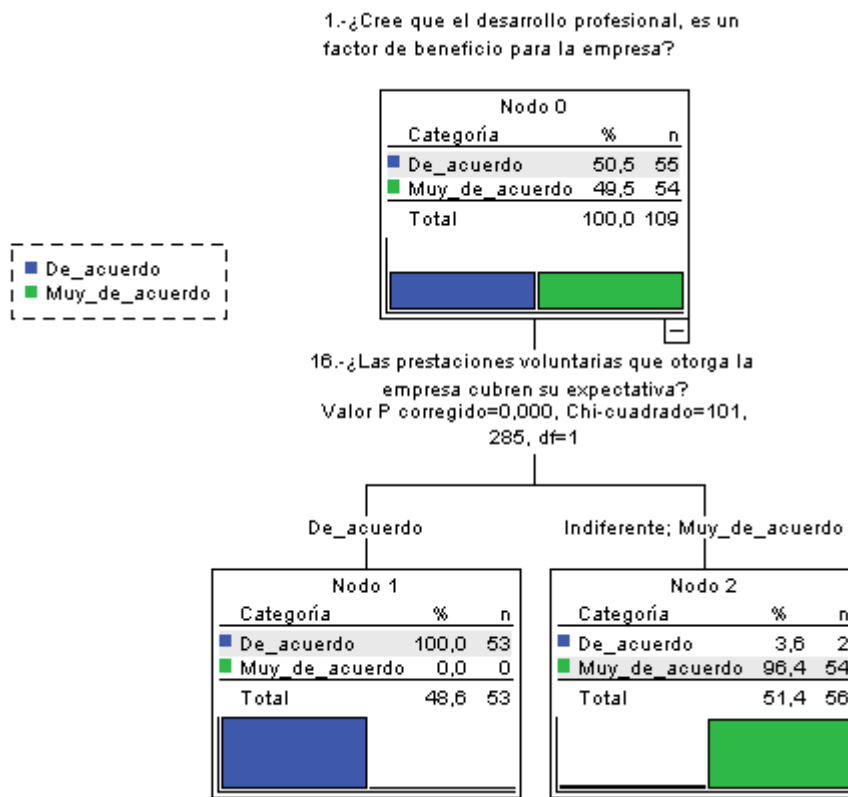 1.-¿Cree que el desarrollo profesional, es un
factor de beneficio para la empresa?
Nodo 0
Categoría % n
De_acuerdo 50,5 55
Muy_de_acuerdo 49,5 54
Total 100,0 109
De_acuerdo
Muy_de_acuerdo
16.-¿Las prestaciones voluntarias que otorga la
empresa cubren su expectativa?
Valor P corregido=0,000, Chi-cuadrado=101,
285, df=1
De_acuerdo
Indiferente; Muy_de_acuerdo
Nodo 1
Categoría % n
De_acuerdo 100,0 53
Muy_de_acuerdo 0,0 0
Total 48,6 53
Nodo 2
Categoría % n
De_acuerdo 3,6 2
Muy_de_acuerdo 96,4 54
Total 51,4 56